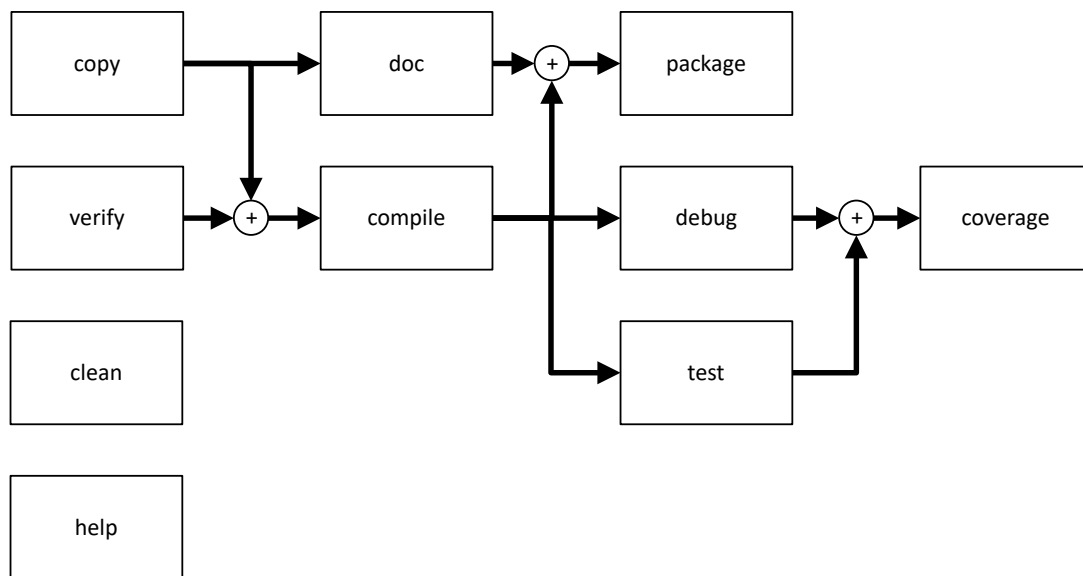 copy
doc
+
package
verify
+
compile
debug
+
coverage
clean
test
help